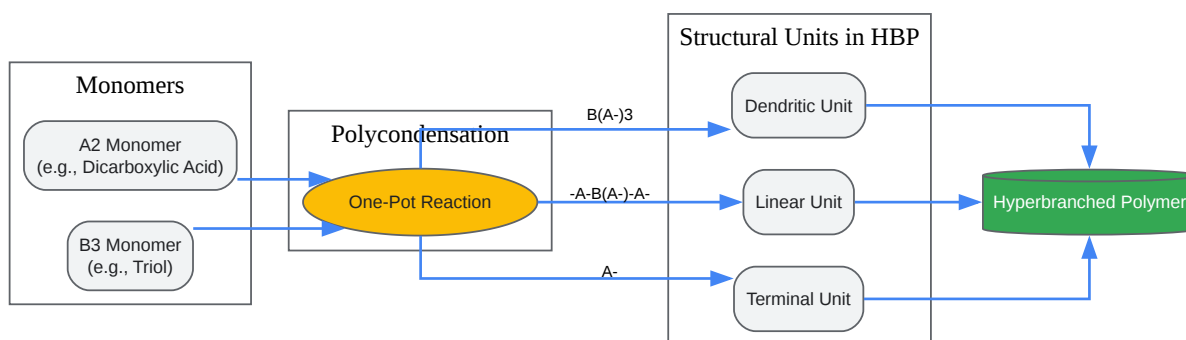 Monomers
A2 Monomer
(e.g., Dicarboxylic Acid)
B3 Monomer
(e.g., Triol)
Polycondensation
One-Pot Reaction
B(A-)3
-A-B(A-)-A-
A-
Structural Units in HBP
Dendritic Unit
Linear Unit
Terminal Unit
Hyperbranched Polymer